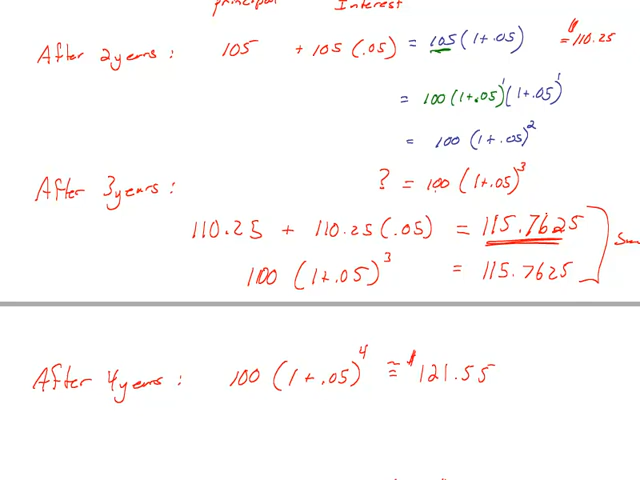 principal Interest
After 2 years : 105 + 105 (.05) = 105 (1+.05) = $110.25
= 100 (1+.05)¹ (1+.05)¹
= 100 (1+.05)²
After 3 years : ? = 100 (1+.05)³
110.25 + 110.25 (.05) = 115.7625
100 (1+.05)³ = 115.7625
After 4 years : 100 (1+.05)⁴ ≅ $121.55